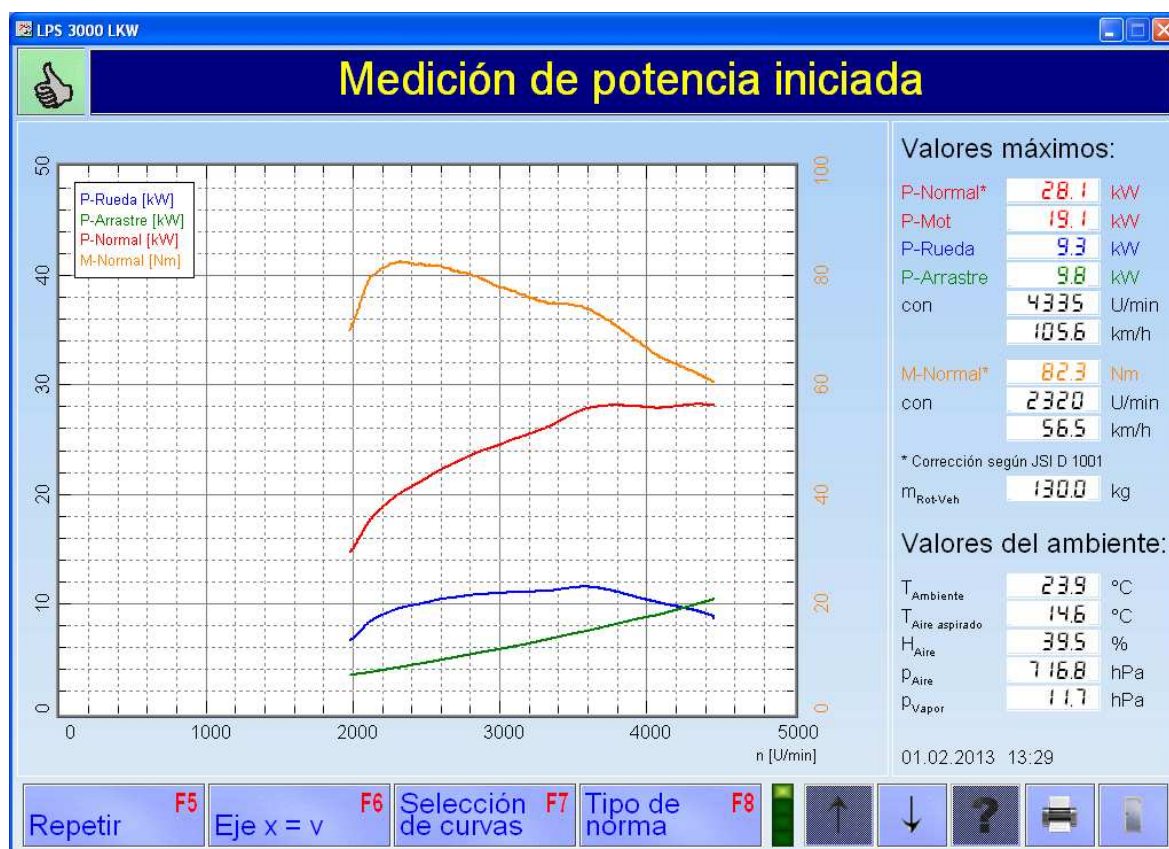 LPS 3000 LKW
Medición de potencia iniciada
50
40
30
20
10
0
P-Rueda [kW]
P-Arrastre [kW]
P-Normal [kW]
M-Normal [Nm]
100
80
60
40
20
0
0 1000 2000 3000 4000 5000
n [U/min]
Valores máximos:
P-Normal* 28.1 kW
P-Mot 19.1 kW
P-Rueda 9.3 kW
P-Arrastre 9.8 kW
con 4335 U/min
105.6 km/h
M-Normal* 82.3 Nm
con 2320 U/min
56.5 km/h
* Corrección según JSI D 1001
mRot-Veh 130.0 kg
Valores del ambiente:
TAmbiente 23.9 °C
TAire aspirado 14.6 °C
HAire 39.5 %
pAire 716.8 hPa
pVapor 11.7 hPa
01.02.2013 13:29
Repetir F5
Eje x = v F6
Selección de curvas F7
Tipo de norma F8
?